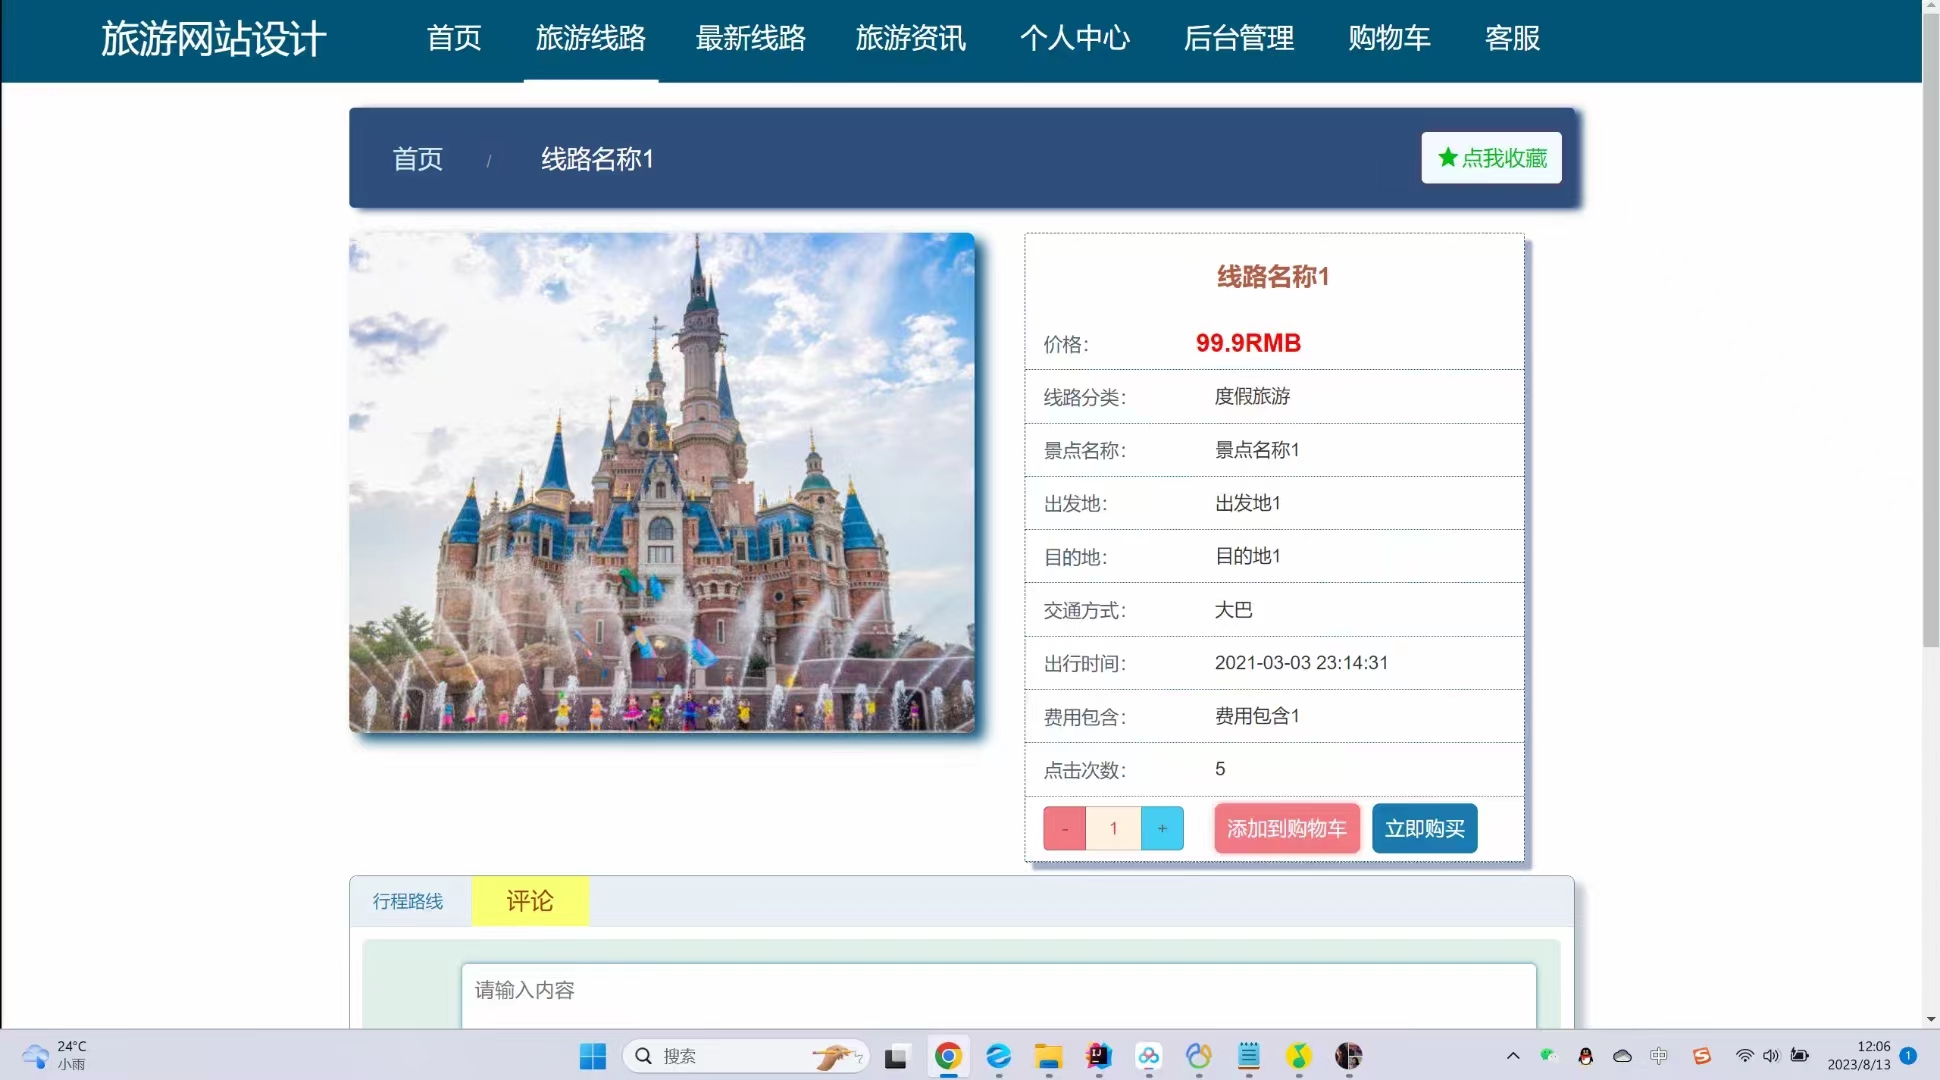 旅游网站设计 首页 旅游线路 最新线路 旅游资讯 个人中心 后台管理 购物车 客服
首页 / 线路名称1 ★点我收藏
线路名称1
价格： 99.9RMB
线路分类： 度假旅游
景点名称： 景点名称1
出发地： 出发地1
目的地： 目的地1
交通方式： 大巴
出行时间： 2021-03-03 23:14:31
费用包含： 费用包含1
点击次数： 5
- 1 + 添加到购物车 立即购买
行程路线 评论
请输入内容
24°C
小雨
搜索
中
12:06
2023/8/13
1